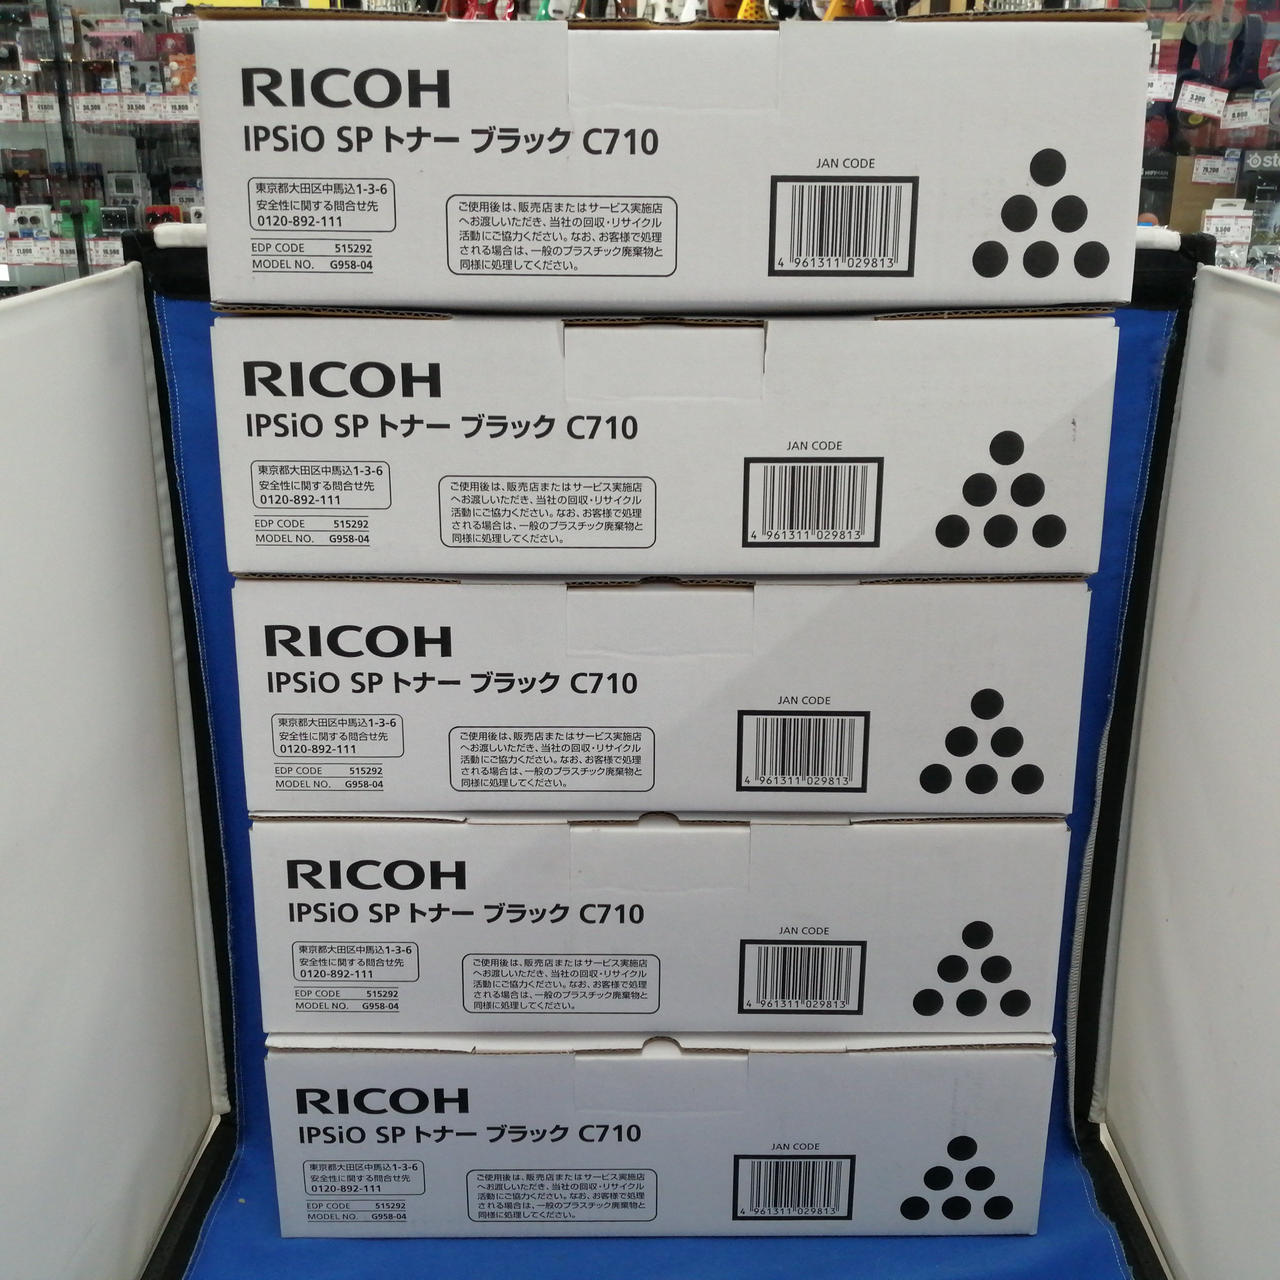 RICOH
IPSiO SP トナー ブラック C710
東京都大田区中馬込1-3-6
安全性に関する問合せ先
0120-892-111
EDP CODE 515292
MODEL NO. G958-04
ご使用後は、販売店またはサービス実施店
へお渡しいただき、当社の回収・リサイクル
活動にご協力ください。なお、お客様で処理
される場合は、一般のプラスチック廃棄物と
同様に処理してください。
JAN CODE
4 961311 029813
RICOH
IPSiO SP トナー ブラック C710
東京都大田区中馬込1-3-6
安全性に関する問合せ先
0120-892-111
EDP CODE 515292
MODEL NO. G958-04
ご使用後は、販売店またはサービス実施店
へお渡しいただき、当社の回収・リサイクル
活動にご協力ください。なお、お客様で処理
される場合は、一般のプラスチック廃棄物と
同様に処理してください。
JAN CODE
4 961311 029813
RICOH
IPSiO SP トナー ブラック C710
東京都大田区中馬込1-3-6
安全性に関する問合せ先
0120-892-111
EDP CODE 515292
MODEL NO. G958-04
ご使用後は、販売店またはサービス実施店
へお渡しいただき、当社の回収・リサイクル
活動にご協力ください。なお、お客様で処理
される場合は、一般のプラスチック廃棄物と
同様に処理してください。
JAN CODE
4 961311 029813
RICOH
IPSiO SP トナー ブラック C710
東京都大田区中馬込1-3-6
安全性に関する問合せ先
0120-892-111
EDP CODE 515292
MODEL NO. G958-04
ご使用後は、販売店またはサービス実施店
へお渡しいただき、当社の回収・リサイクル
活動にご協力ください。なお、お客様で処理
される場合は、一般のプラスチック廃棄物と
同様に処理してください。
JAN CODE
4 961311 029813
RICOH
IPSiO SP トナー ブラック C710
東京都大田区中馬込1-3-6
安全性に関する問合せ先
0120-892-111
EDP CODE 515292
MODEL NO. G958-04
ご使用後は、販売店またはサービス実施店
へお渡しいただき、当社の回収・リサイクル
活動にご協力ください。なお、お客様で処理
される場合は、一般のプラスチック廃棄物と
同様に処理してください。
JAN CODE
4 961311 029813